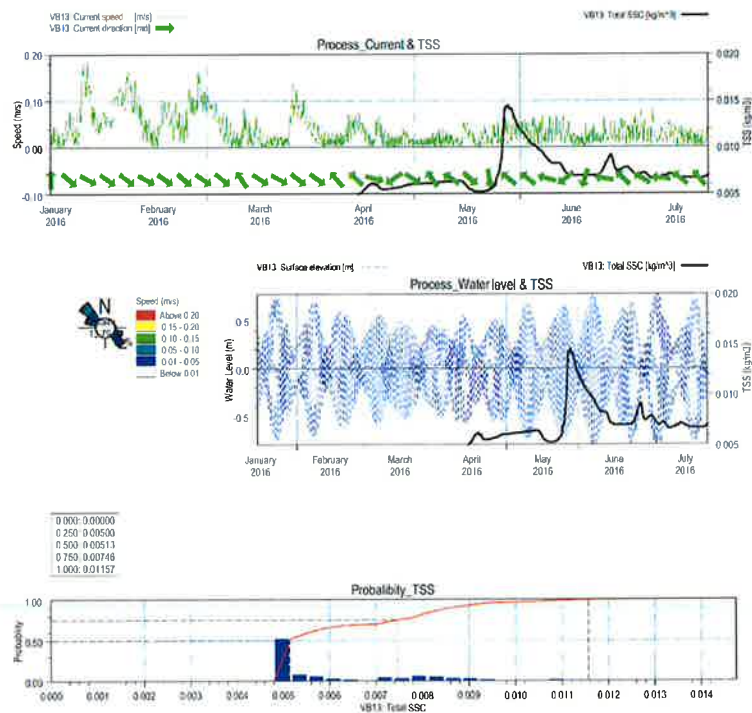 VB13: Current speed [m/s]
VB13: Current direction [rad]
VB13: Total SSC [kg/m^3]
Process_Current & TSS
Speed (m/s)
0.20
0.10
0.00
-0.10
TSS [kg/m3]
0.020
0.015
0.010
0.005
January 2016
February 2016
March 2016
April 2016
May 2016
June 2016
July 2016
VB13: Surface elevation [m]
VB13: Total SSC [kg/m^3]
Process_Water level & TSS
N
Speed (m/s)
Above 0.20
0.15 - 0.20
0.10 - 0.15
0.05 - 0.10
0.01 - 0.05
Below 0.01
Water Level (m)
0.5
0.0
-0.5
TSS [kg/m3]
0.020
0.015
0.010
0.005
January 2016
February 2016
March 2016
April 2016
May 2016
June 2016
July 2016
0.000: 0.00000
0.250: 0.00500
0.500: 0.00513
0.750: 0.00746
1.000: 0.01157
Probalibity_TSS
Probability
1.00
0.50
0.00
0.000 0.001 0.002 0.003 0.004 0.005 0.006 0.007 0.008 0.009 0.010 0.011 0.012 0.013 0.014
VB13: Total SSC